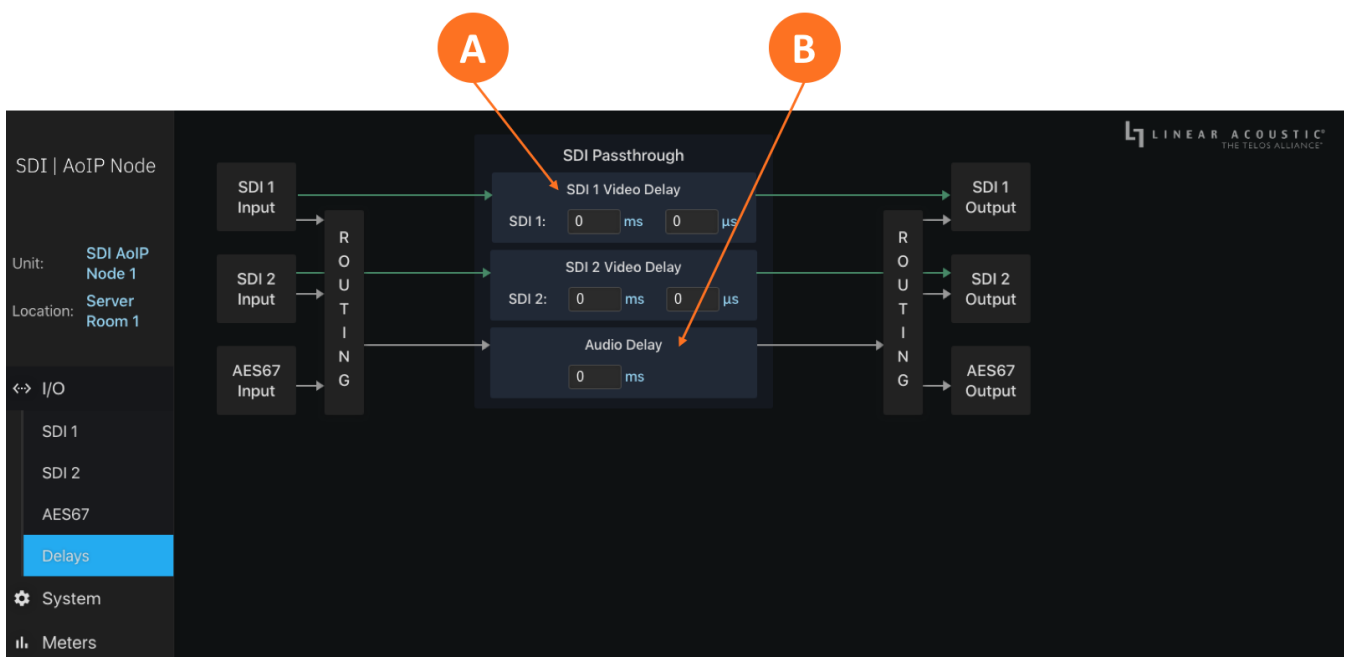 A
B
SDI | AoIP Node
Unit:
SDI AoIP
Node 1
Location:
Server
Room 1
I/O
SDI 1
SDI 2
AES67
Delays
System
Meters
SDI 1
Input
SDI 2
Input
AES67
Input
ROUTING
SDI Passthrough
SDI 1 Video Delay
SDI 1: 0 ms 0 µs
SDI 2 Video Delay
SDI 2: 0 ms 0 µs
Audio Delay
0 ms
ROUTING
SDI 1
Output
SDI 2
Output
AES67
Output
LINEAR ACOUSTIC®
THE TELOS ALLIANCE™